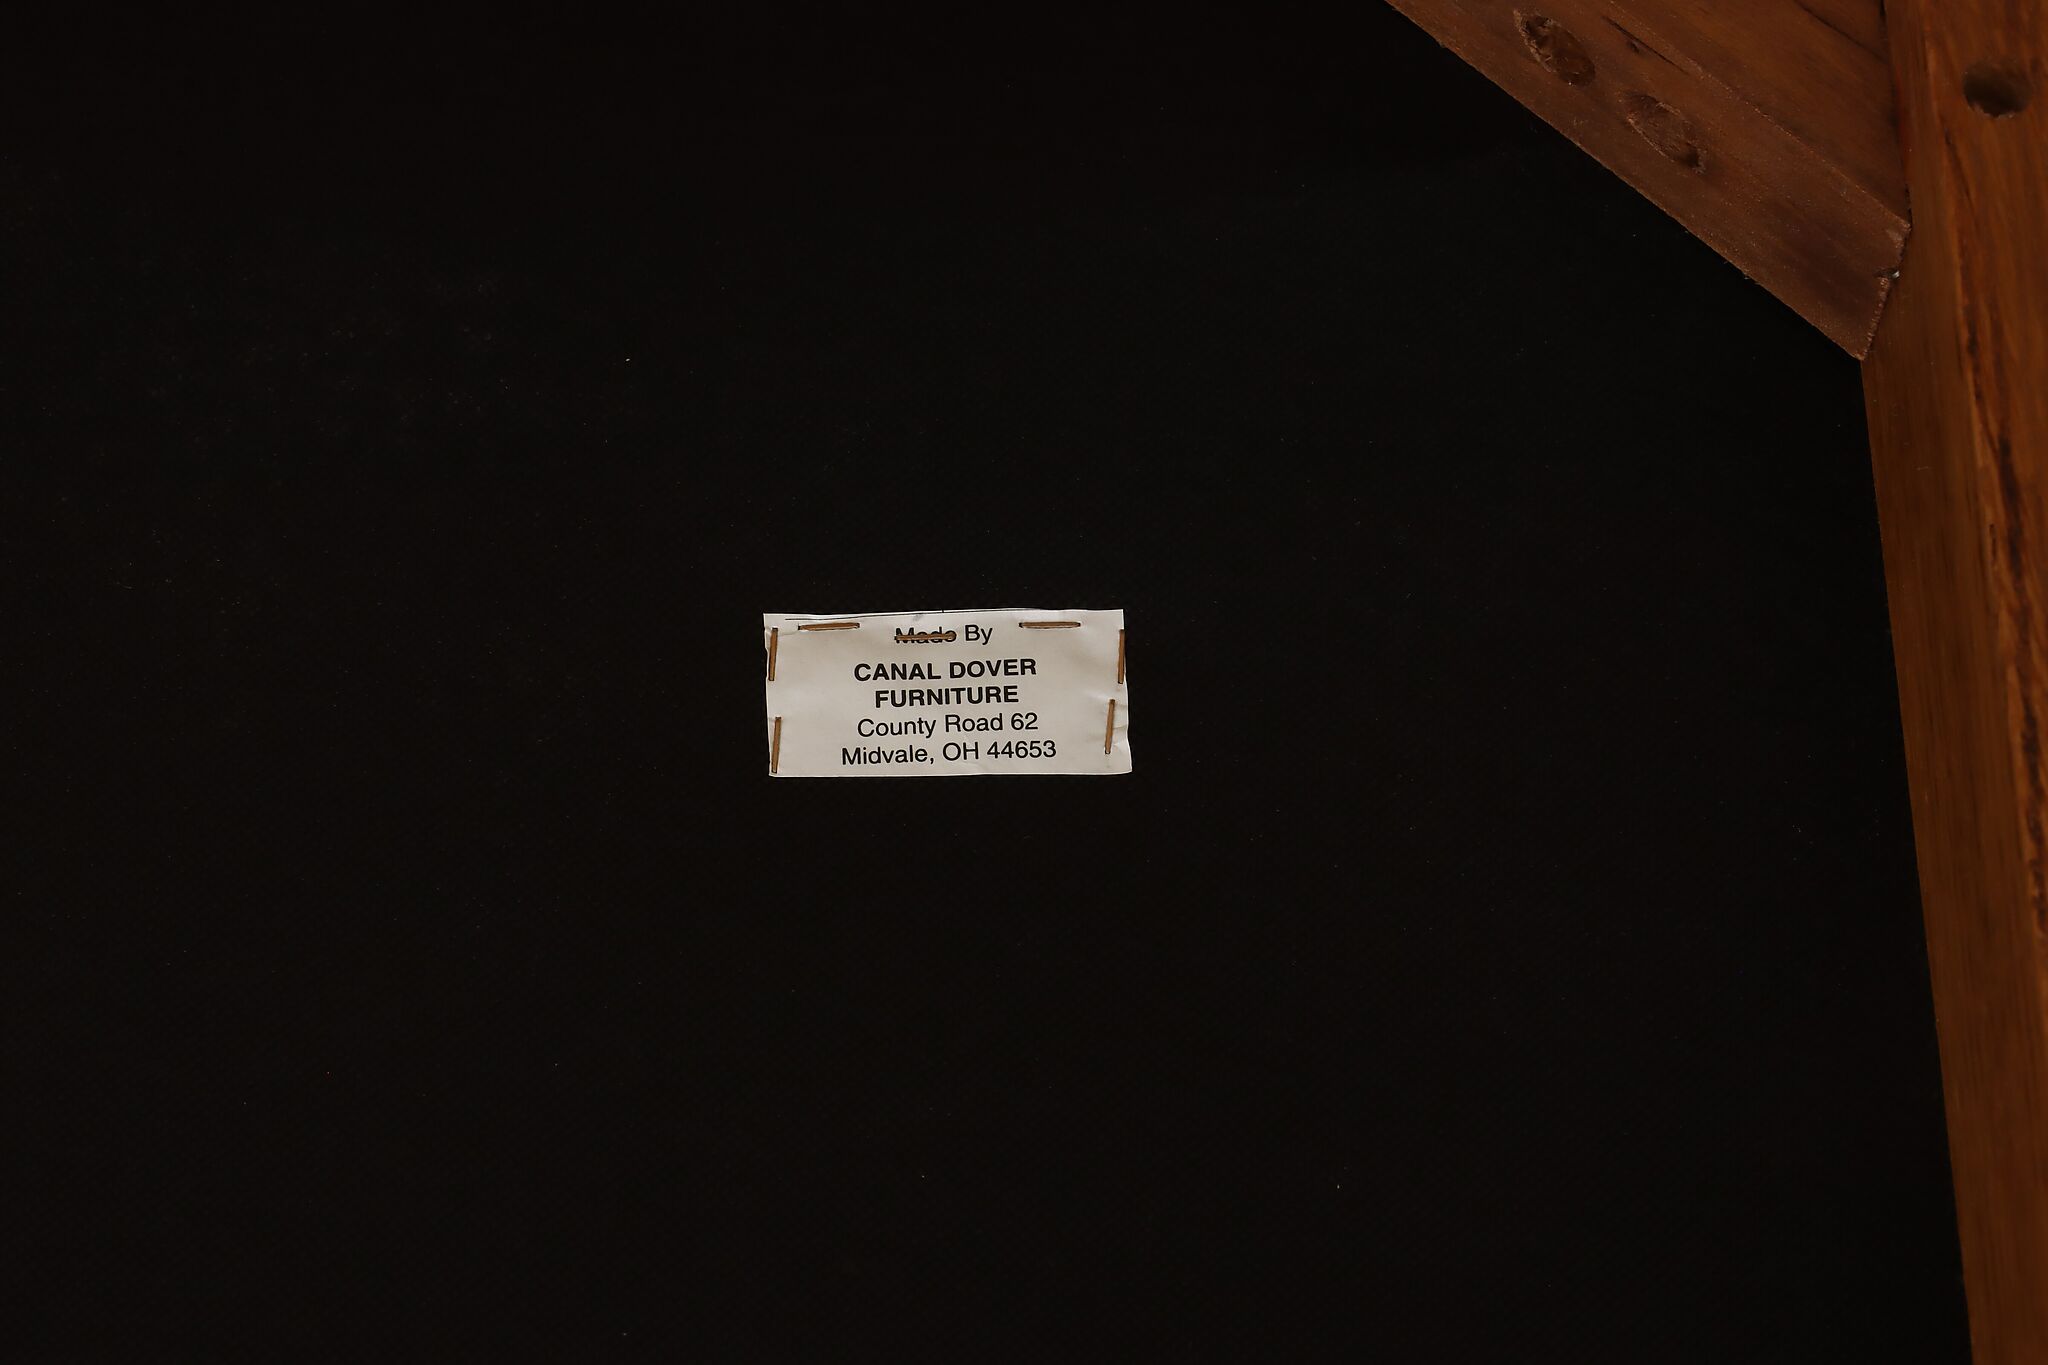 Made By
CANAL DOVER
FURNITURE
County Road 62
Midvale, OH 44653